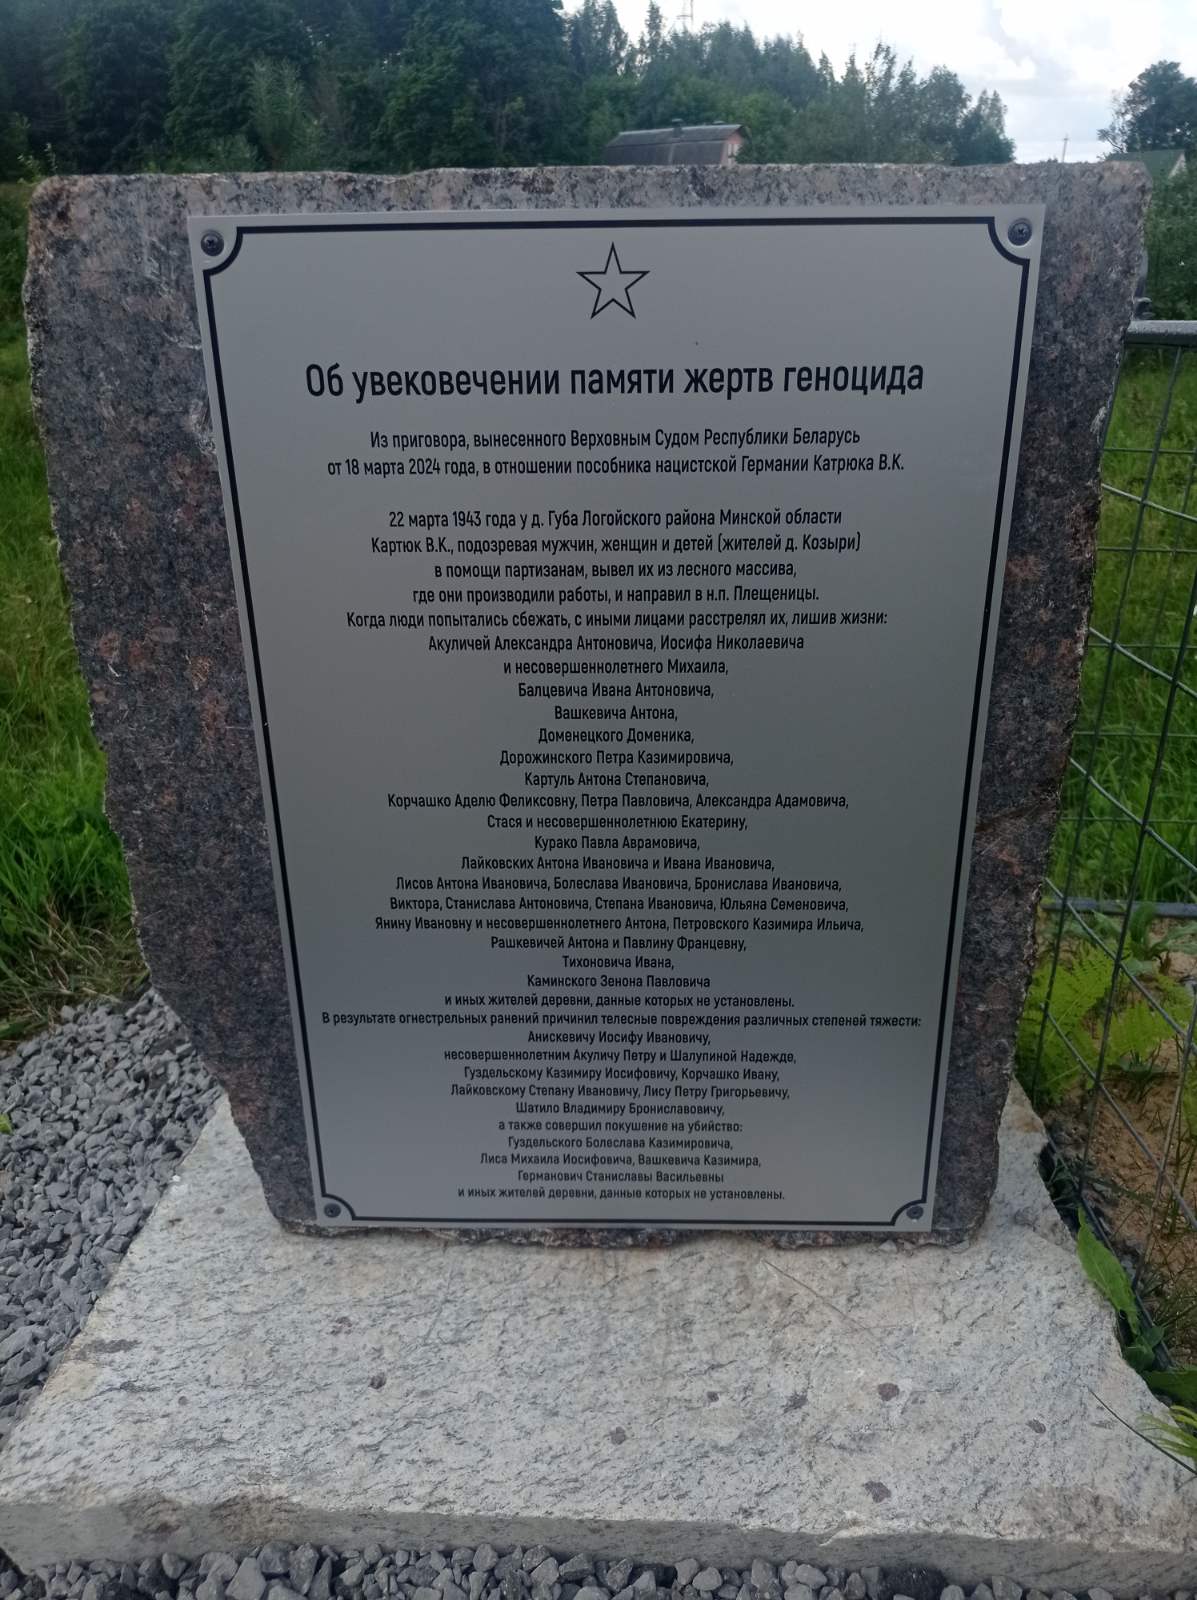 Об увековечении памяти жертв геноцида
Из приговора, вынесенного Верховным Судом Республики Беларусь
от 18 марта 2024 года, в отношении пособника нацистской Германии Катрюка В.К.
22 марта 1943 года у д. Губа Логойского района Минской области
Картюк В.К., подозревая мужчин, женщин и детей (жителей д. Козыри)
в помощи партизанам, вывел их из лесного массива,
где они производили работы, и направил в н.п. Плещеницы.
Когда люди попытались сбежать, с иными лицами расстрелял их, лишив жизни:
Акуличей Александра Антоновича, Иосифа Николаевича
и несовершеннолетнего Михаила,
Балцевича Ивана Антоновича,
Вашкевича Антона,
Доменецкого Доменика,
Дорожинского Петра Казимировича,
Картуль Антона Степановича,
Корчашко Аделю Феликсовну, Петра Павловича, Александра Адамовича,
Стася и несовершеннолетнюю Екатерину,
Курако Павла Аврамовича,
Лайковских Антона Ивановича и Ивана Ивановича,
Лисов Антона Ивановича, Болеслава Ивановича, Бронислава Ивановича,
Виктора, Станислава Антоновича, Степана Ивановича, Юльяна Семеновича,
Янину Ивановну и несовершеннолетнего Антона, Петровского Казимира Ильича,
Рашкевичей Антона и Павлину Францевну,
Тихоновича Ивана,
Каминского Зенона Павловича
и иных жителей деревни, данные которых не установлены.
В результате огнестрельных ранений причинил телесные повреждения различных степеней тяжести:
Анискевичу Иосифу Ивановичу,
несовершеннолетним Акуличу Петру и Шалупиной Надежде,
Гуздельскому Казимиру Иосифовичу, Корчашко Ивану,
Лайковскому Степану Ивановичу, Лису Петру Григорьевичу,
Шатило Владимиру Брониславовичу,
а также совершил покушение на убийство:
Гуздельского Болеслава Казимировича,
Лиса Михаила Иосифовича, Вашкевича Казимира,
Германович Станиславы Васильевны
и иных жителей деревни, данные которых не установлены.